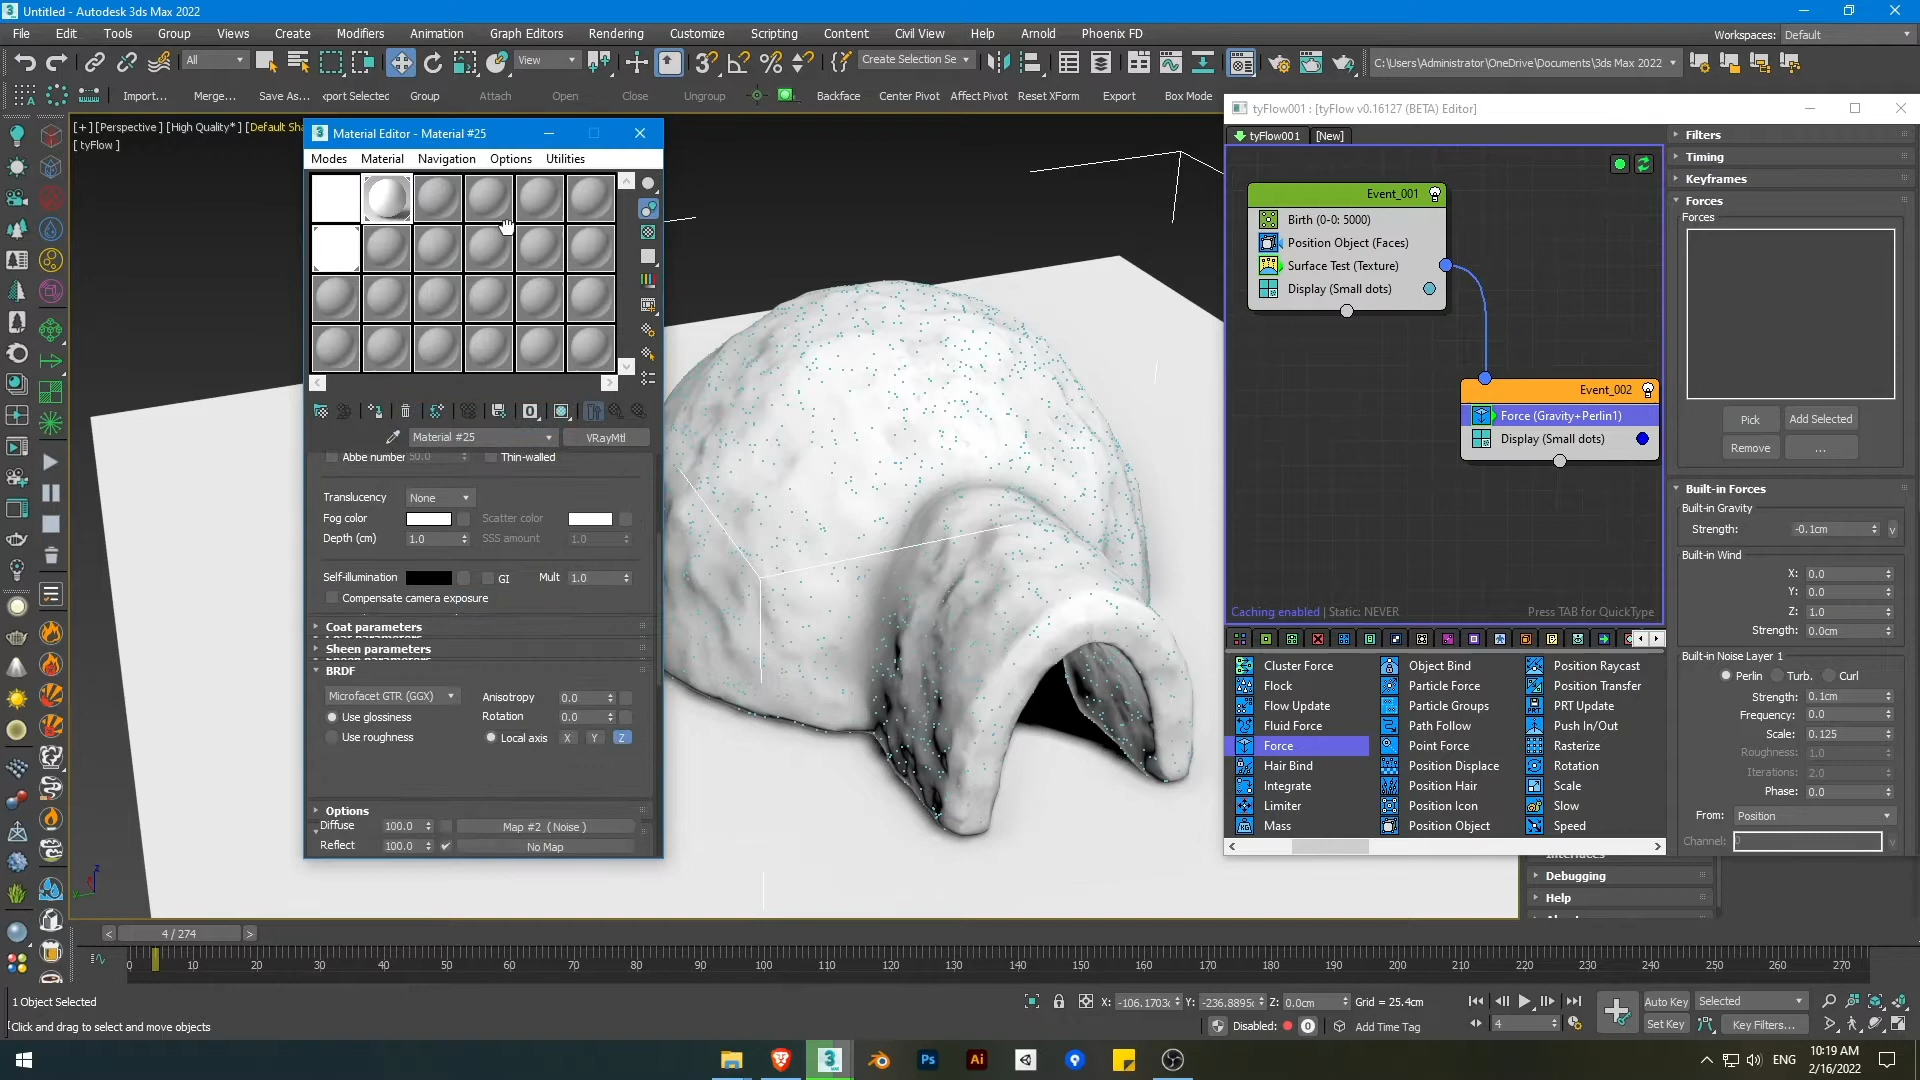 Untitled - Autodesk 3ds Max 2022
File Edit Tools Group Views Create Modifiers Animation Graph Editors Rendering Customize Scripting Content Civil View Help Arnold Phoenix FD
Workspaces: Default
All
View
Create Selection Se
C:\Users\Administrator\OneDrive\Documents\3ds Max 2022
Import... Merge... Save As... xport Selected Group Attach Open Close Ungroup Backface Center Pivot Affect Pivot Reset XForm Export Box Mode
[+] [Perspective ] [High Quality* ] [Default Sha
[ tyFlow ]
Material Editor - Material #25
Modes Material Navigation Options Utilities
Material #25
VRayMtl
Abbe number 50.0
Thin-walled
Translucency None
Fog color
Scatter color
Depth (cm) 1.0
SSS amount 1.0
Self-illumination
GI
Mult 1.0
Compensate camera exposure
Coat parameters
Sheen parameters
BRDF
Microfacet GTR (GGX)
Anisotropy 0.0
Use glossiness
Rotation 0.0
Use roughness
Local axis X Y Z
Options
Diffuse 100.0 Map #2 ( Noise )
Reflect 100.0 No Map
tyFlow001 : [tyFlow v0.16127 (BETA) Editor]
tyFlow001 [New]
Event_001
Birth (0-0: 5000)
Position Object (Faces)
Surface Test (Texture)
Display (Small dots)
Event_002
Force (Gravity+Perlin1)
Display (Small dots)
Caching enabled | Static: NEVER
Press TAB for QuickType
Cluster Force Object Bind Position Raycast
Flock Particle Force Position Transfer
Flow Update Particle Groups PRT Update
Fluid Force Path Follow Push In/Out
Force Point Force Rasterize
Hair Bind Position Displace Rotation
Integrate Position Hair Scale
Limiter Position Icon Slow
Mass Position Object Speed
Filters
Timing
Keyframes
Forces
Forces
Pick Add Selected
Remove ...
Built-in Forces
Built-in Gravity
Strength: -0.1cm v
Built-in Wind
X: 0.0
Y: 0.0
Z: 1.0
Strength: 0.0cm
Built-in Noise Layer 1
Perlin Turb. Curl
Strength: 0.1cm
Frequency: 0.0
Scale: 0.125
Roughness: 1.0
Iterations: 2.0
Phase: 0.0
From: Position
Channel: 0 v
Debugging
Help
4 / 274
0 10 20 30 40 50 60 70 80 90 100 110 120 130 140 150 160 170 180 190 200 210 220 230 240 250 260 270
1 Object Selected
Click and drag to select and move objects
X: -106.1703 Y: -236.889 Z: 0.0cm Grid = 25.4cm
Disabled: 0 Add Time Tag
4
Auto Key Selected
Set Key Key Filters...
Ps Ai
ENG
10:19 AM
2/16/2022